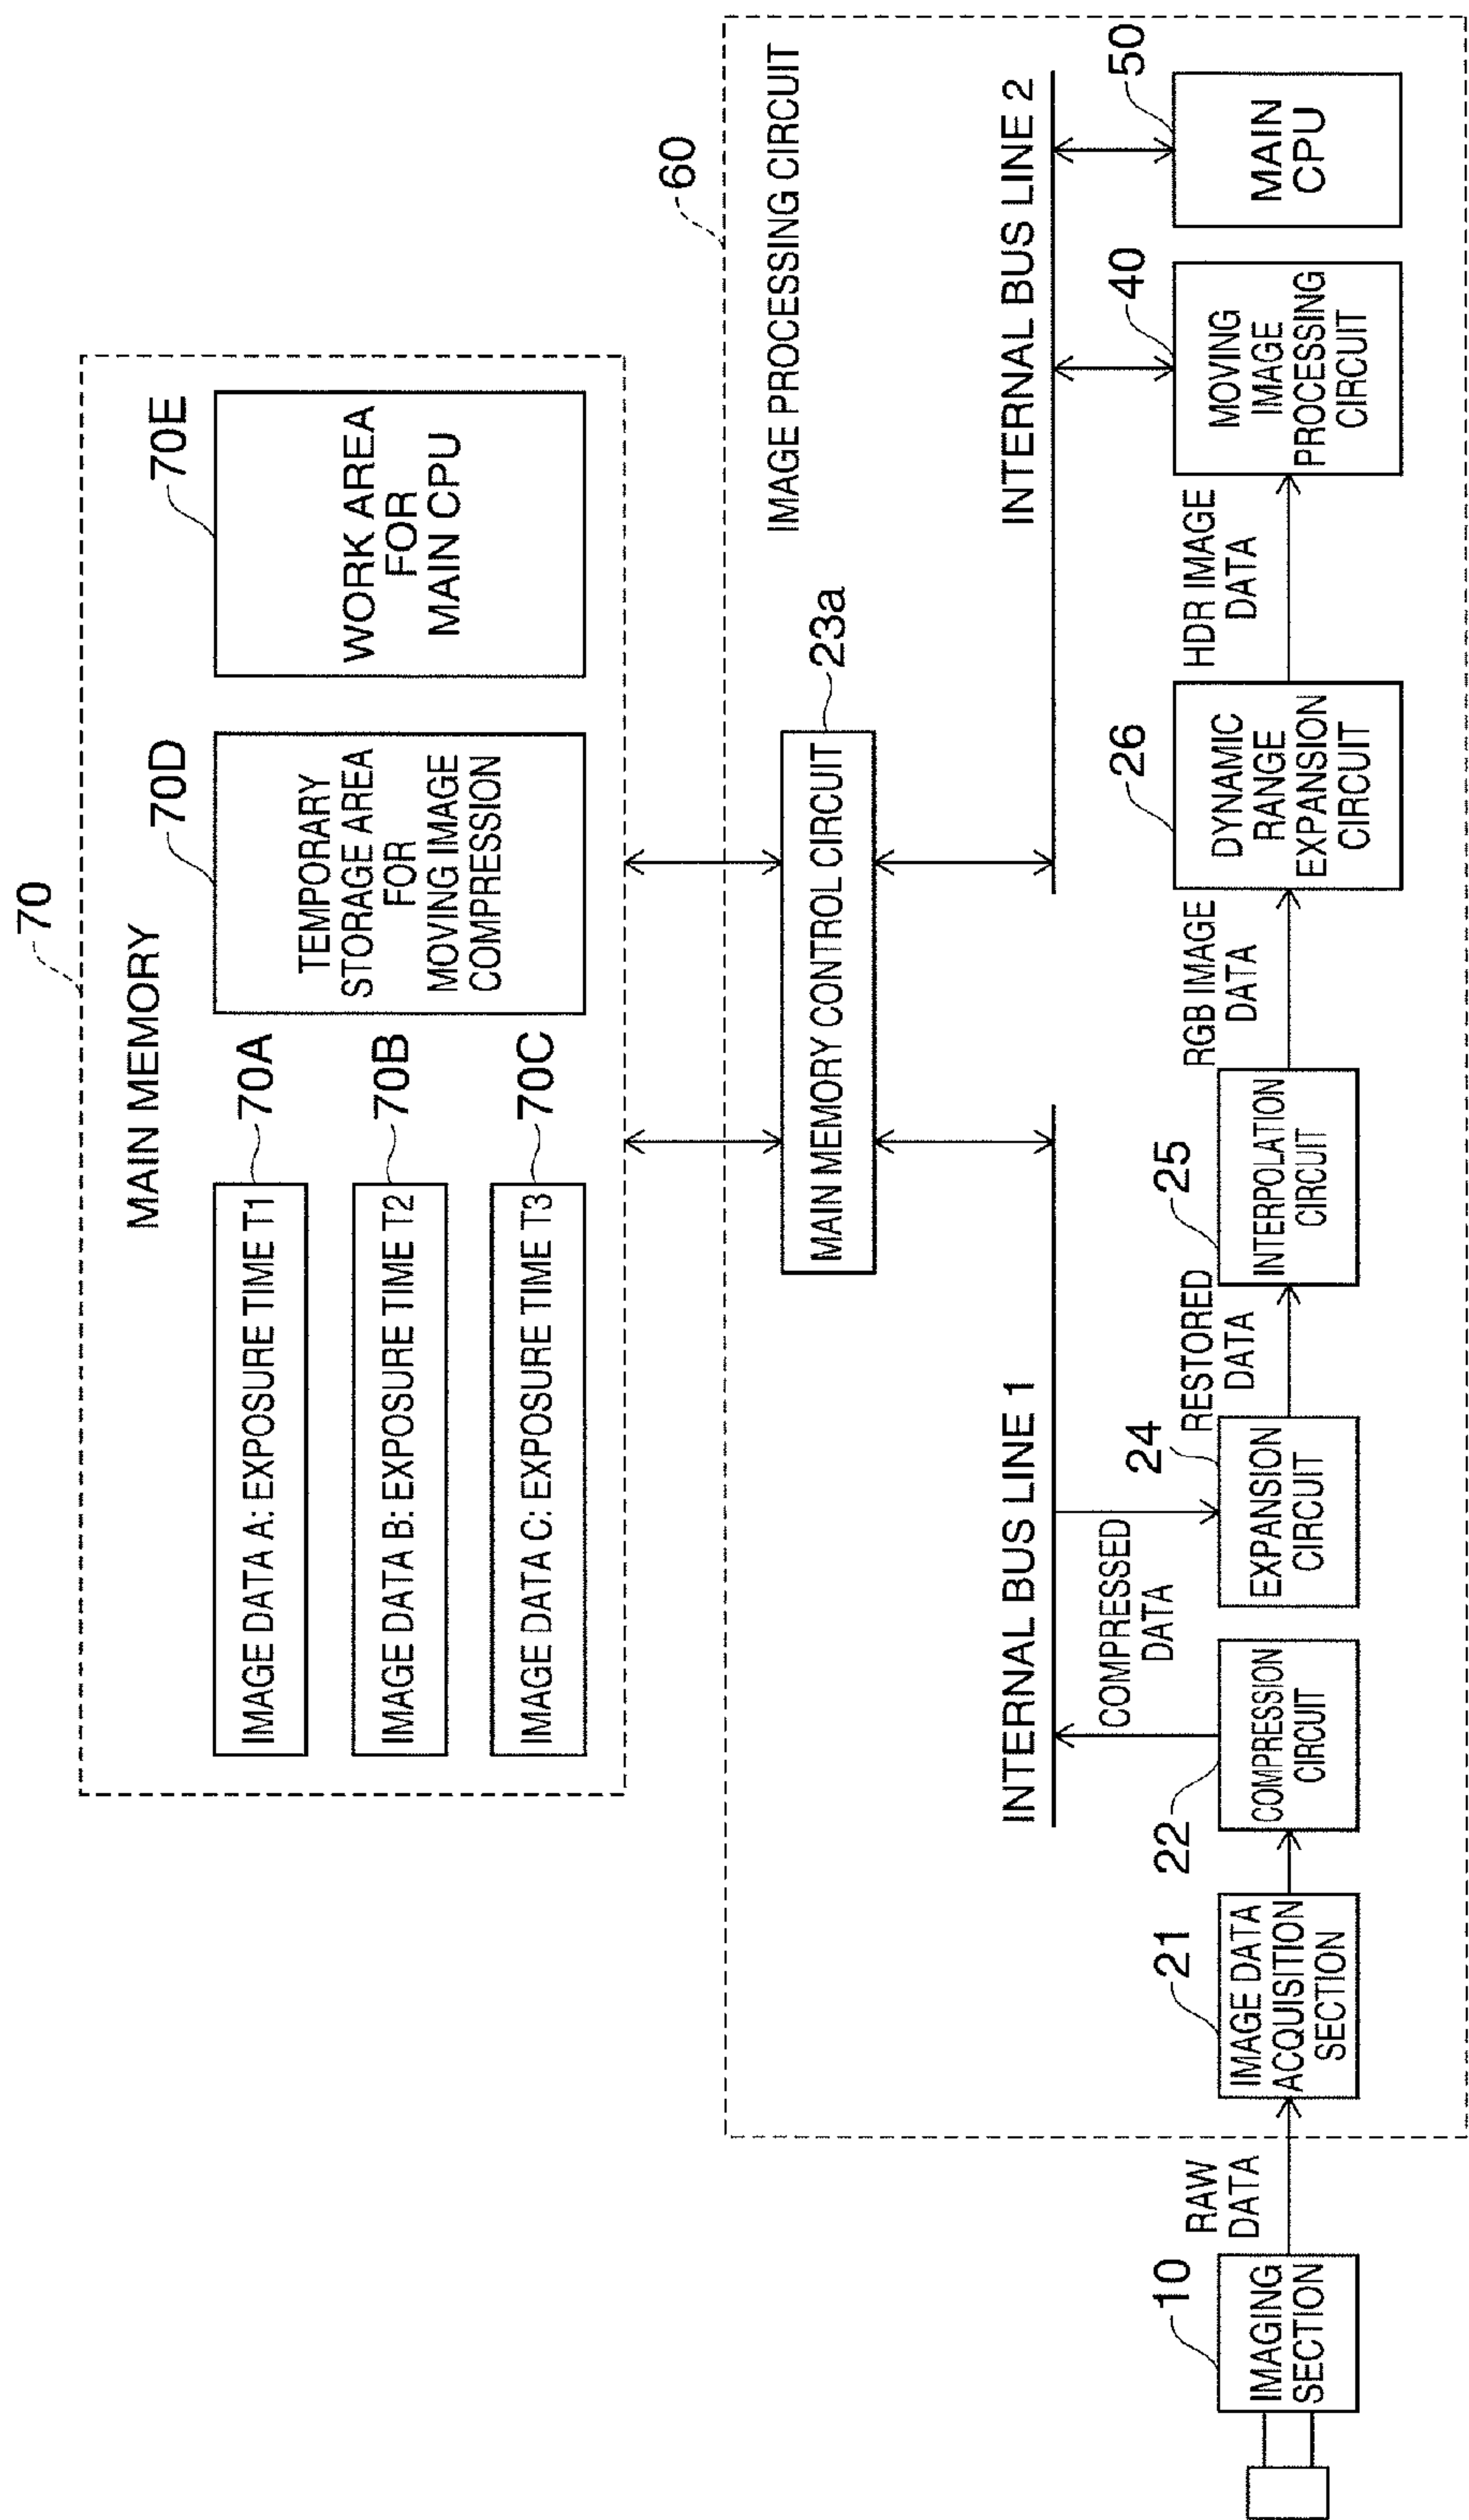 70
MAIN MEMORY
IMAGE DATA A: EXPOSURE TIME T1
70A
IMAGE DATA B: EXPOSURE TIME T2
70B
IMAGE DATA C: EXPOSURE TIME T3
70C
70D
TEMPORARY
STORAGE AREA
FOR
MOVING IMAGE
COMPRESSION
70E
WORK AREA
FOR
MAIN CPU
60
IMAGE PROCESSING CIRCUIT
23a
MAIN MEMORY CONTROL CIRCUIT
INTERNAL BUS LINE 1
INTERNAL BUS LINE 2
10
IMAGING
SECTION
RAW
DATA
21
IMAGE DATA
ACQUISITION
SECTION
22
COMPRESSION
CIRCUIT
COMPRESSED
DATA
24
EXPANSION
CIRCUIT
RESTORED
DATA
25
INTERPOLATION
CIRCUIT
RGB IMAGE
DATA
26
DYNAMIC
RANGE
EXPANSION
CIRCUIT
HDR IMAGE
DATA
40
MOVING
IMAGE
PROCESSING
CIRCUIT
50
MAIN
CPU